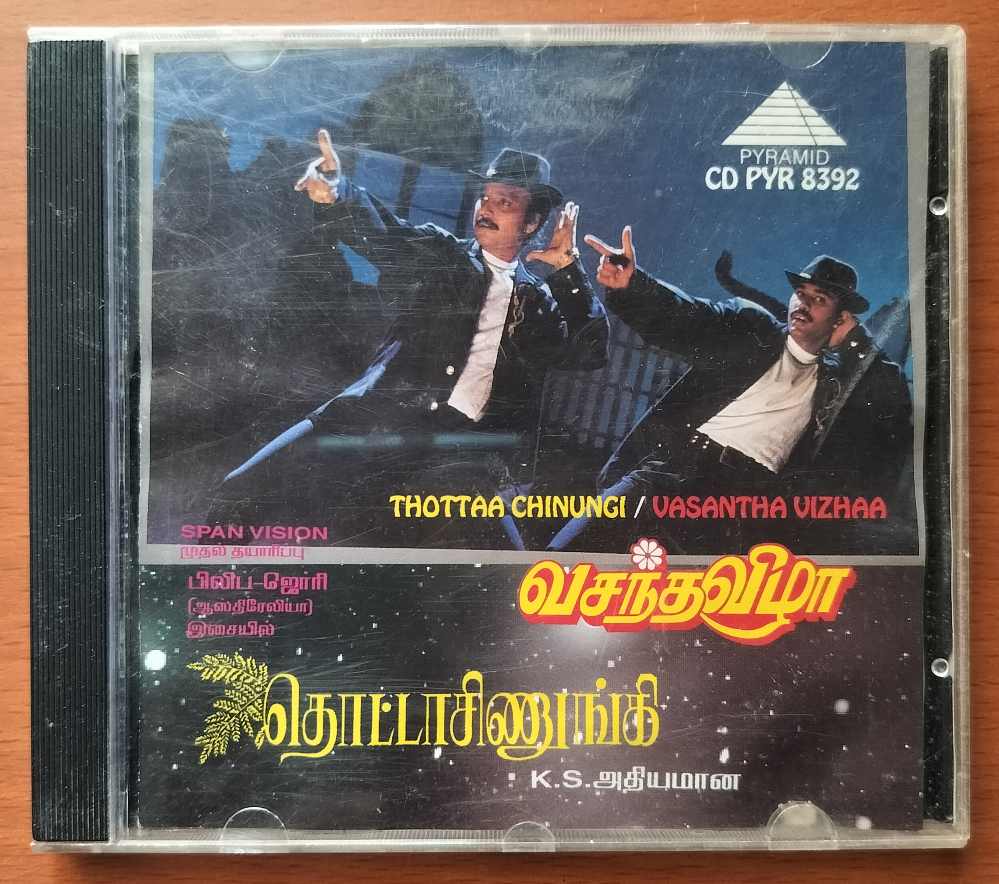 PYRAMID
CD PYR 8392
THOTTAA CHINUNGI / VASANTHA VIZHAA
SPAN VISION
முதல் தயாரிப்பு
பிலிப்-ஜெரி
(ஆஸ்திரேலியா)
இசையில்
வசந்தவிழா
தொட்டாசிணுங்கி
K.S.அதியமான்